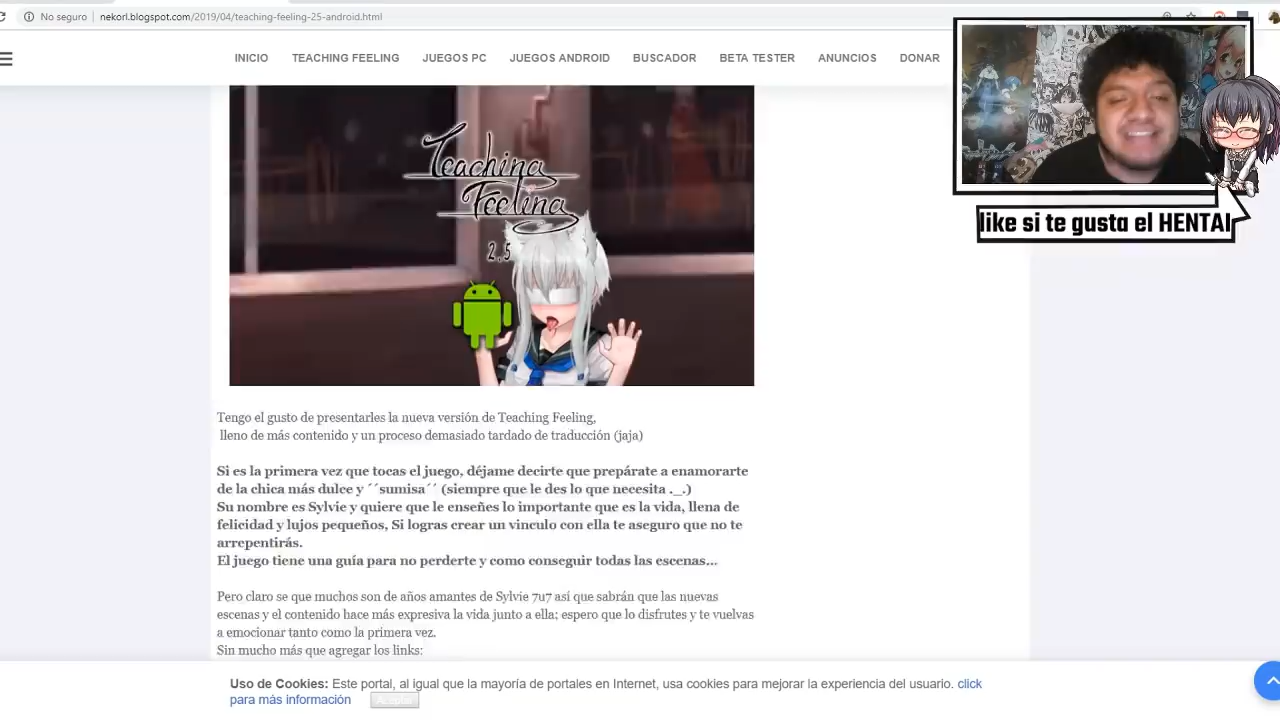 No seguro
nekorl.blogspot.com/2019/04/teaching-feeling-25-android.html
INICIO TEACHING FEELING JUEGOS PC JUEGOS ANDROID BUSCADOR BETA TESTER ANUNCIOS DONAR
like si te gusta el HENTAI
Teaching
Feeling
2.5
Tengo el gusto de presentarles la nueva versión de Teaching Feeling,
lleno de más contenido y un proceso demasiado tardado de traducción (jaja)
Si es la primera vez que tocas el juego, déjame decirte que prepárate a enamorarte
de la chica más dulce y ´´sumisa´´ (siempre que le des lo que necesita ._.)
Su nombre es Sylvie y quiere que le enseñes lo importante que es la vida, llena de
felicidad y lujos pequeños, Si logras crear un vinculo con ella te aseguro que no te
arrepentirás.
El juego tiene una guía para no perderte y como conseguir todas las escenas...
Pero claro se que muchos son de años amantes de Sylvie 7u7 así que sabrán que las nuevas
escenas y el contenido hace más expresiva la vida junto a ella; espero que lo disfrutes y te vuelvas
a emocionar tanto como la primera vez.
Sin mucho más que agregar los links:
Uso de Cookies: Este portal, al igual que la mayoría de portales en Internet, usa cookies para mejorar la experiencia del usuario. click
para más información